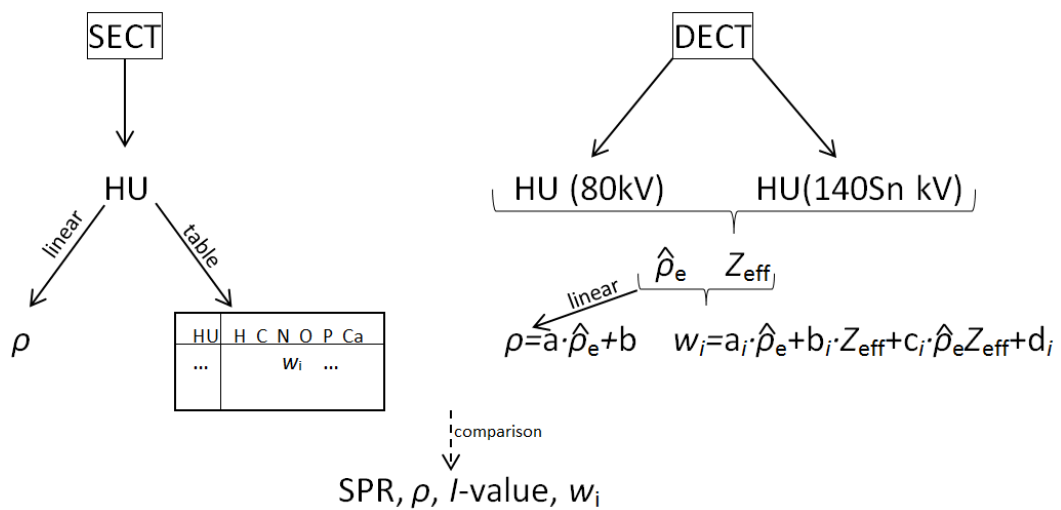 SECT
DECT
HU
HU (80kV) HU(140Sn kV)
linear
table
ρ̂e Zeff
linear
ρ
ρ=a·ρ̂e+b wi=ai·ρ̂e+bi·Zeff+ci·ρ̂eZeff+di
HU H C N O P Ca
... wi ...
comparison
SPR, ρ, I-value, wi